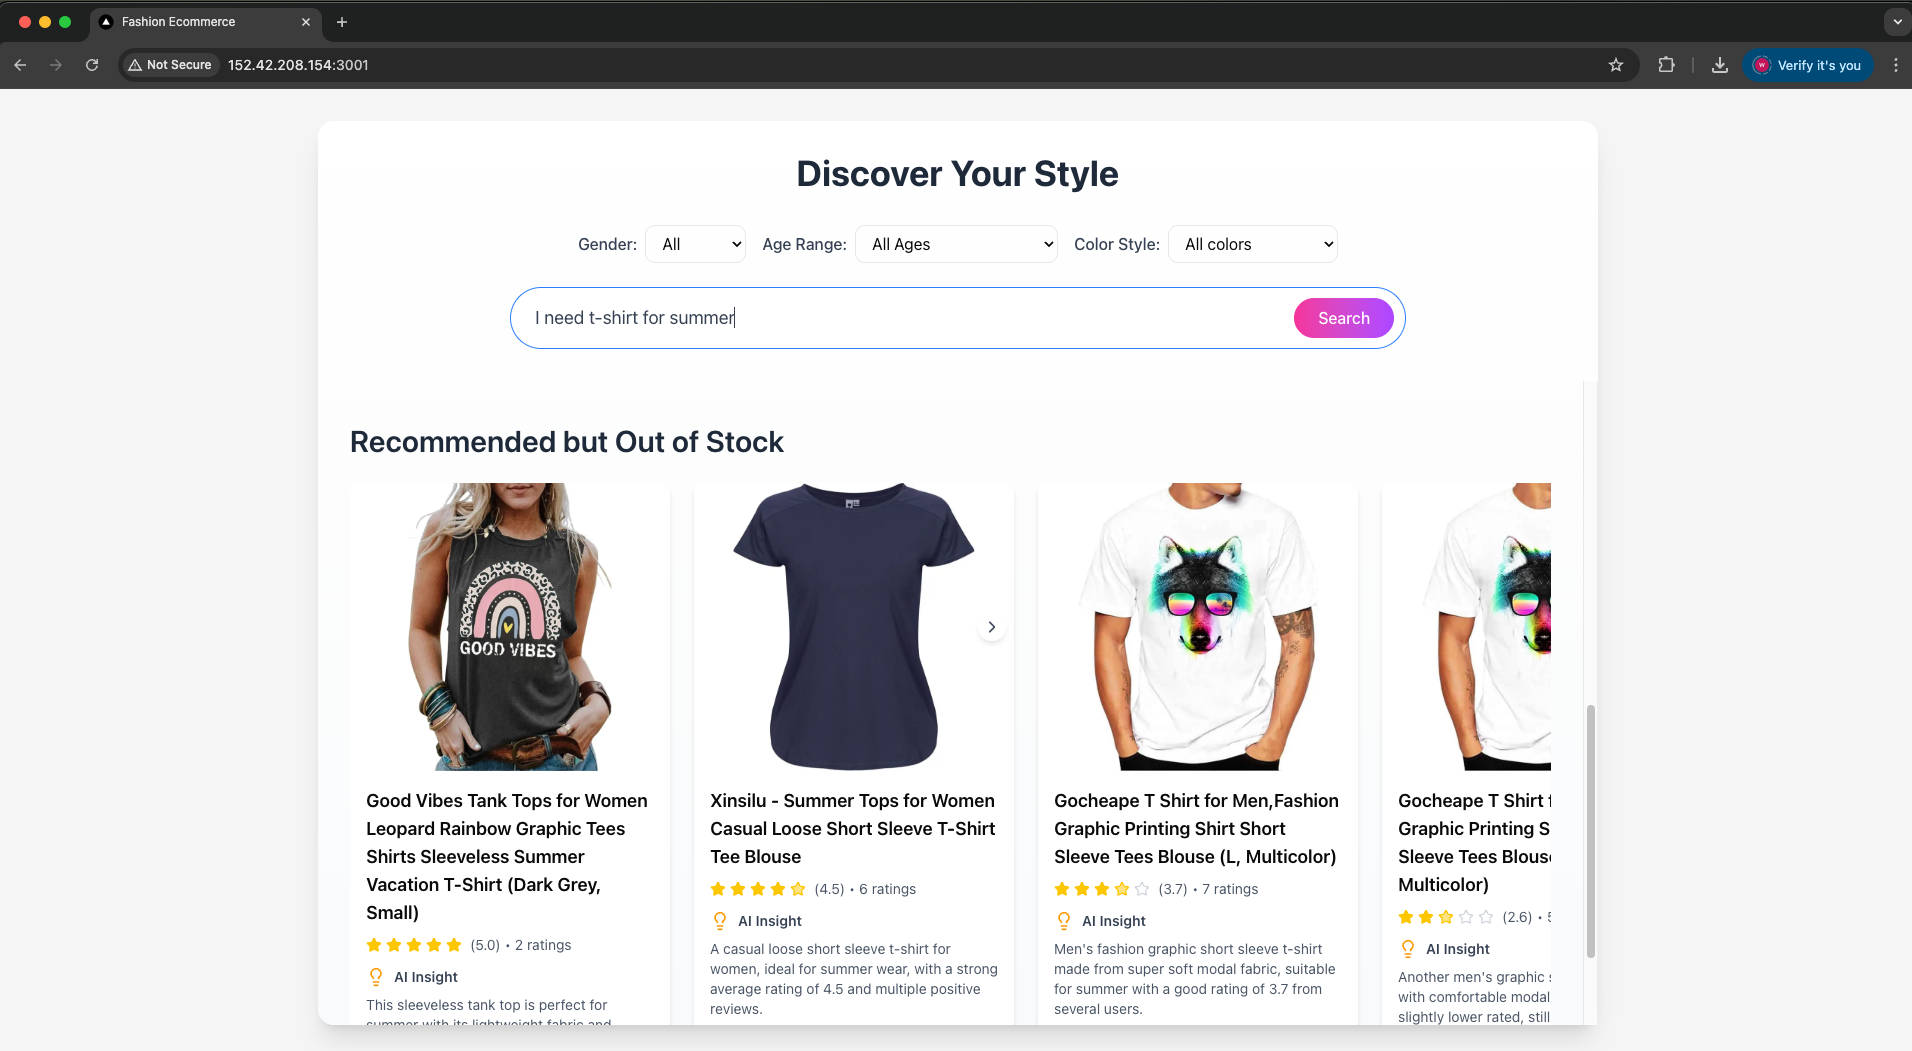 Fashion Ecommerce
Not Secure
152.42.208.154:3001
Verify it's you
Discover Your Style
Gender:
All
Age Range:
All Ages
Color Style:
All colors
I need t-shirt for summer
Search
Recommended but Out of Stock
GOOD VIBES
Good Vibes Tank Tops for Women
Leopard Rainbow Graphic Tees
Shirts Sleeveless Summer
Vacation T-Shirt (Dark Grey,
Small)
(5.0) • 2 ratings
AI Insight
This sleeveless tank top is perfect for
summer with its lightweight fabric and
Xinsilu - Summer Tops for Women
Casual Loose Short Sleeve T-Shirt
Tee Blouse
(4.5) • 6 ratings
AI Insight
A casual loose short sleeve t-shirt for
women, ideal for summer wear, with a strong
average rating of 4.5 and multiple positive
reviews.
Gocheape T Shirt for Men,Fashion
Graphic Printing Shirt Short
Sleeve Tees Blouse (L, Multicolor)
(3.7) • 7 ratings
AI Insight
Men's fashion graphic short sleeve t-shirt
made from super soft modal fabric, suitable
for summer with a good rating of 3.7 from
several users.
Gocheape T Shirt
Graphic Printing S
Sleeve Tees Blouse
Multicolor)
(2.6) • 5
AI Insight
Another men's graphic
with comfortable modal
slightly lower rated, still